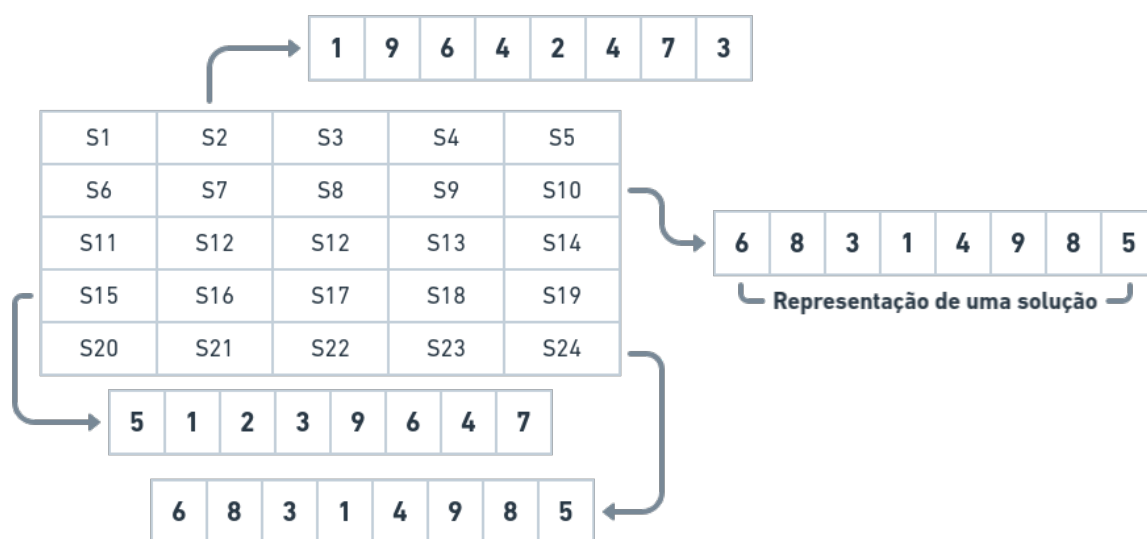 1 9 6 4 2 4 7 3
S1 S2 S3 S4 S5
S6 S7 S8 S9 S10
S11 S12 S12 S13 S14
6 8 3 1 4 9 8 5
Representação de uma solução
S15 S16 S17 S18 S19
S20 S21 S22 S23 S24
5 1 2 3 9 6 4 7
6 8 3 1 4 9 8 5